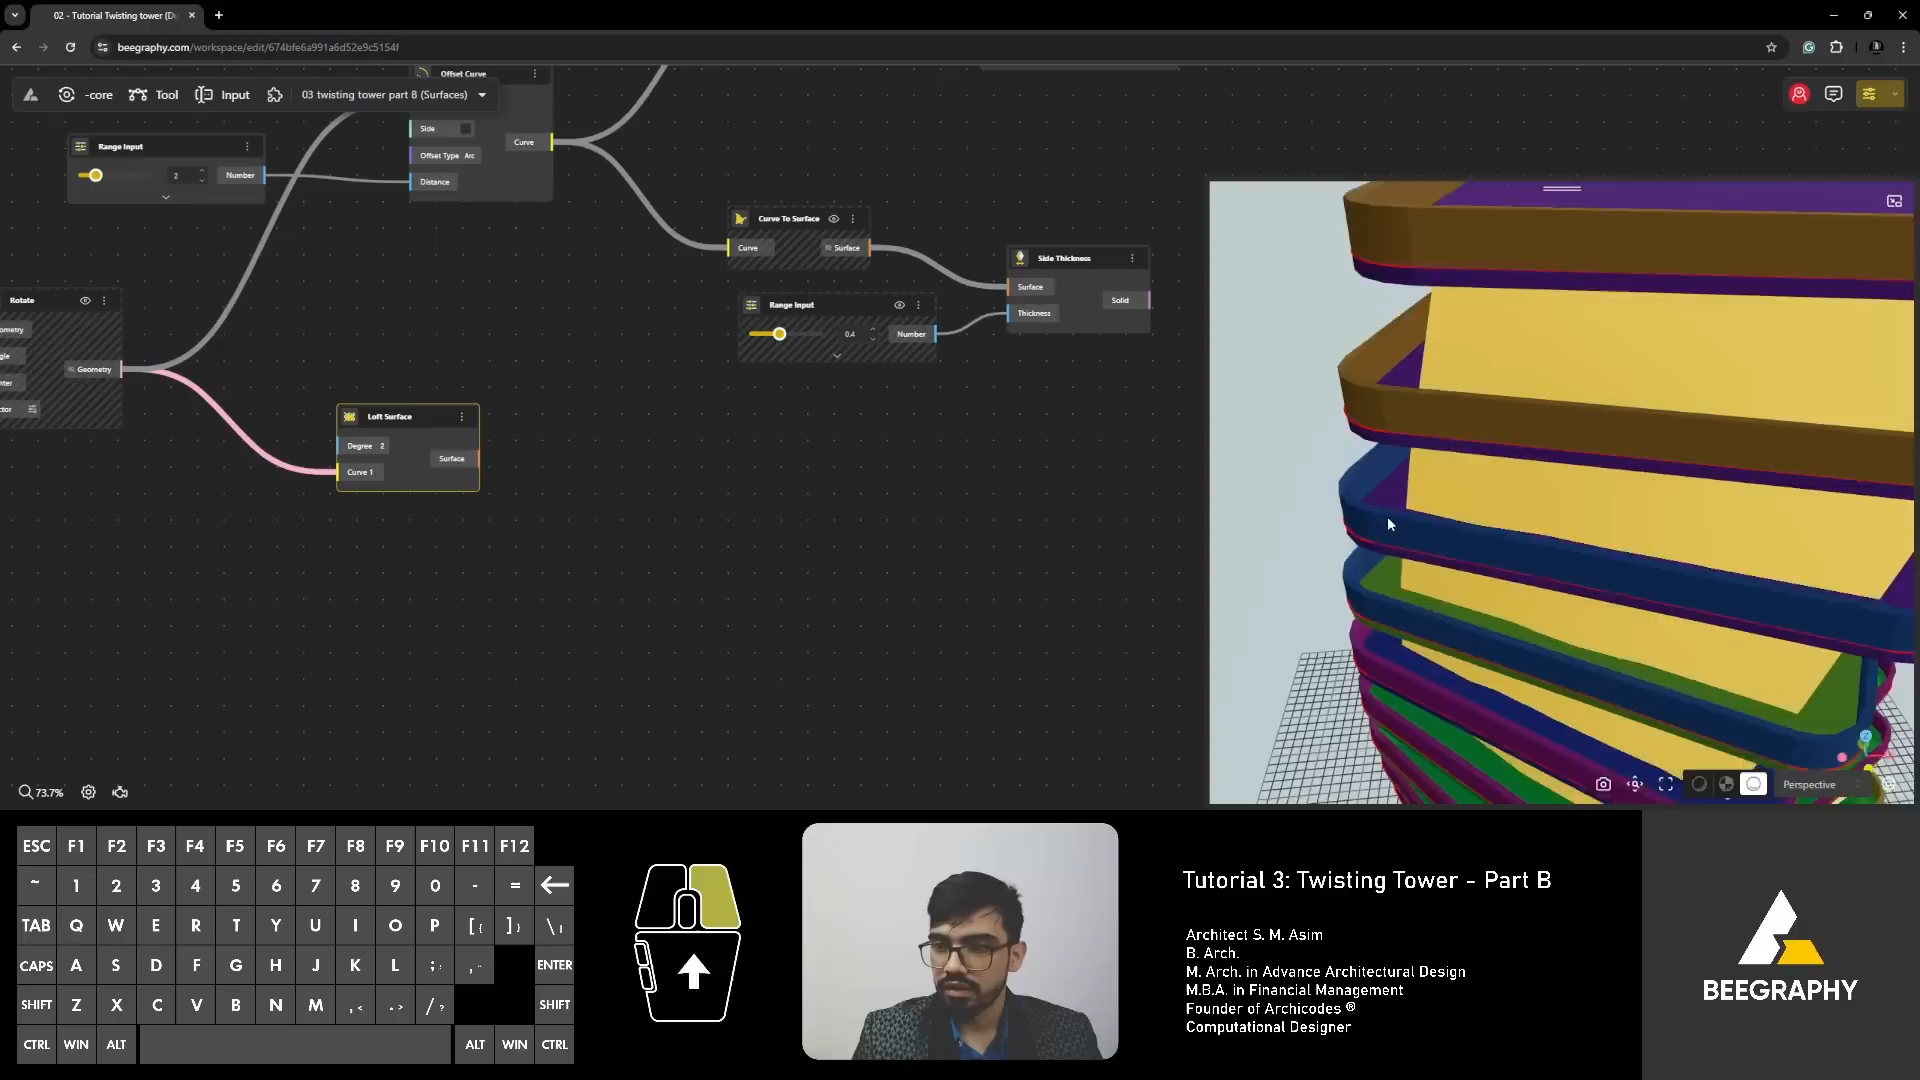 02 - Tutorial Twisting tower (Du
beegraphy.com/workspace/edit/674bfe6a991a6d52e9c5154f
-core
Tool
Input
03 twisting tower part B (Surfaces)
Offset Curve
Side
Offset Type Arc
Distance
Curve
Range Input
2
Number
Rotate
ometry
gle
nter
ctor
Geometry
Loft Surface
Degree 2
Curve 1
Surface
Curve To Surface
Curve
Surface
Range Input
0.4
Number
Side Thickness
Surface
Thickness
Solid
73.7%
Z
Perspective
ESC F1 F2 F3 F4 F5 F6 F7 F8 F9 F10 F11 F12
~ 1 2 3 4 5 6 7 8 9 0 - =
TAB Q W E R T Y U I O P [{ ]} \|
CAPS A S D F G H J K L ENTER
SHIFT Z X C V B N M /? SHIFT
CTRL WIN ALT ALT WIN CTRL
Tutorial 3: Twisting Tower - Part B
Architect S. M. Asim
B. Arch.
M. Arch. in Advance Architectural Design
M.B.A. in Financial Management
Founder of Archicodes ®
Computational Designer
BEEGRAPHY